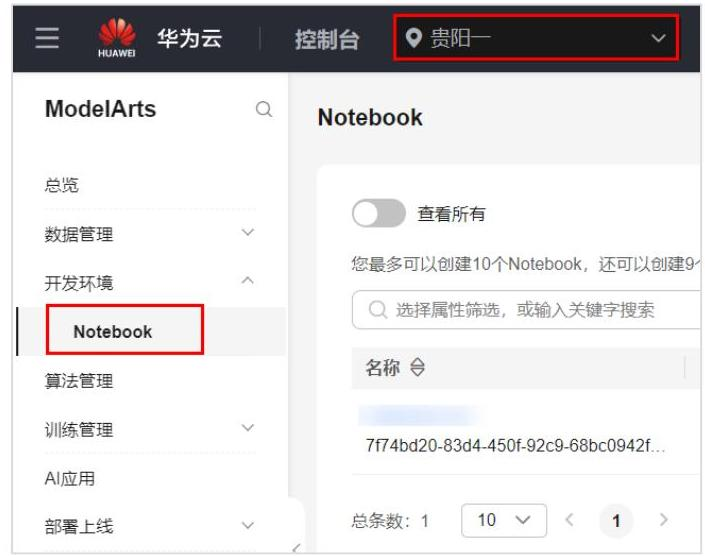 HUAWEI
华为云
控制台
贵阳一
ModelArts
总览
数据管理
开发环境
Notebook
算法管理
训练管理
AI应用
部署上线
Notebook
查看所有
您最多可以创建10个Notebook，还可以创建9
选择属性筛选，或输入关键字搜索
名称
7f74bd20-83d4-450f-92c9-68bc0942f...
总条数：1
10
1